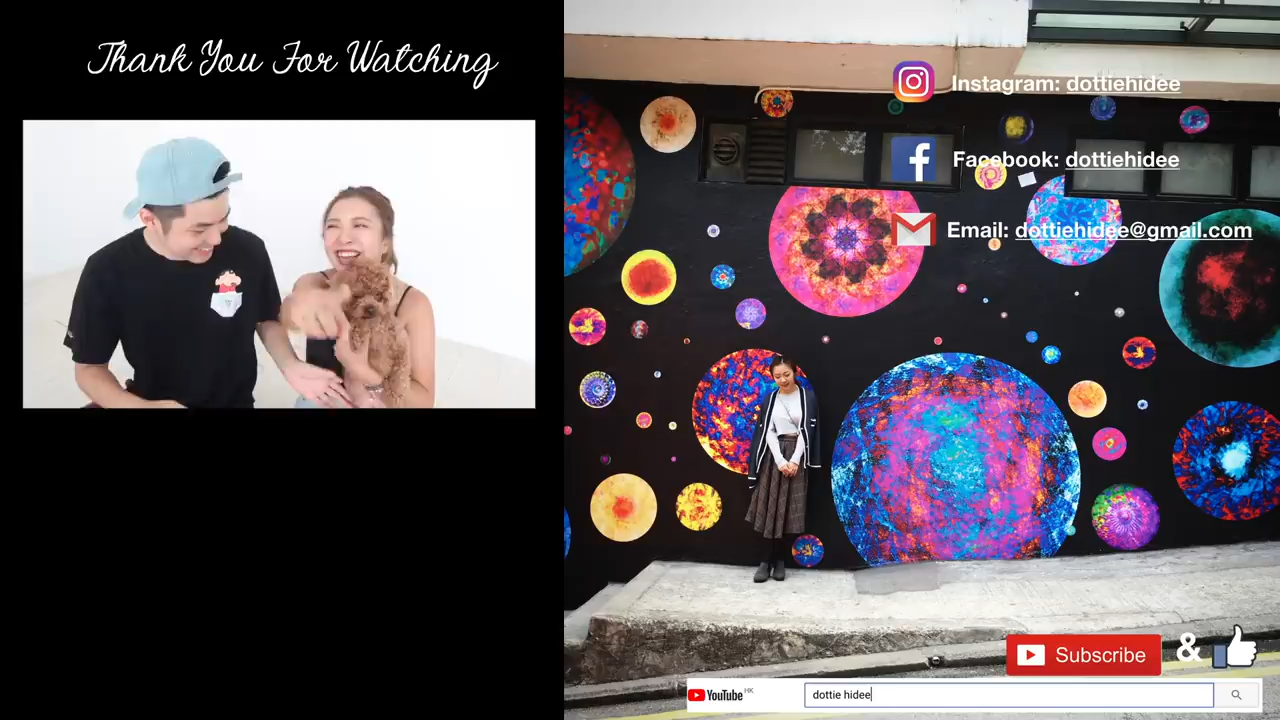 Thank You For Watching
Instagram: dottiehidee
Facebook: dottiehidee
Email: dottiehidee@gmail.com
Subscribe &
YouTube HK
dottie hidee